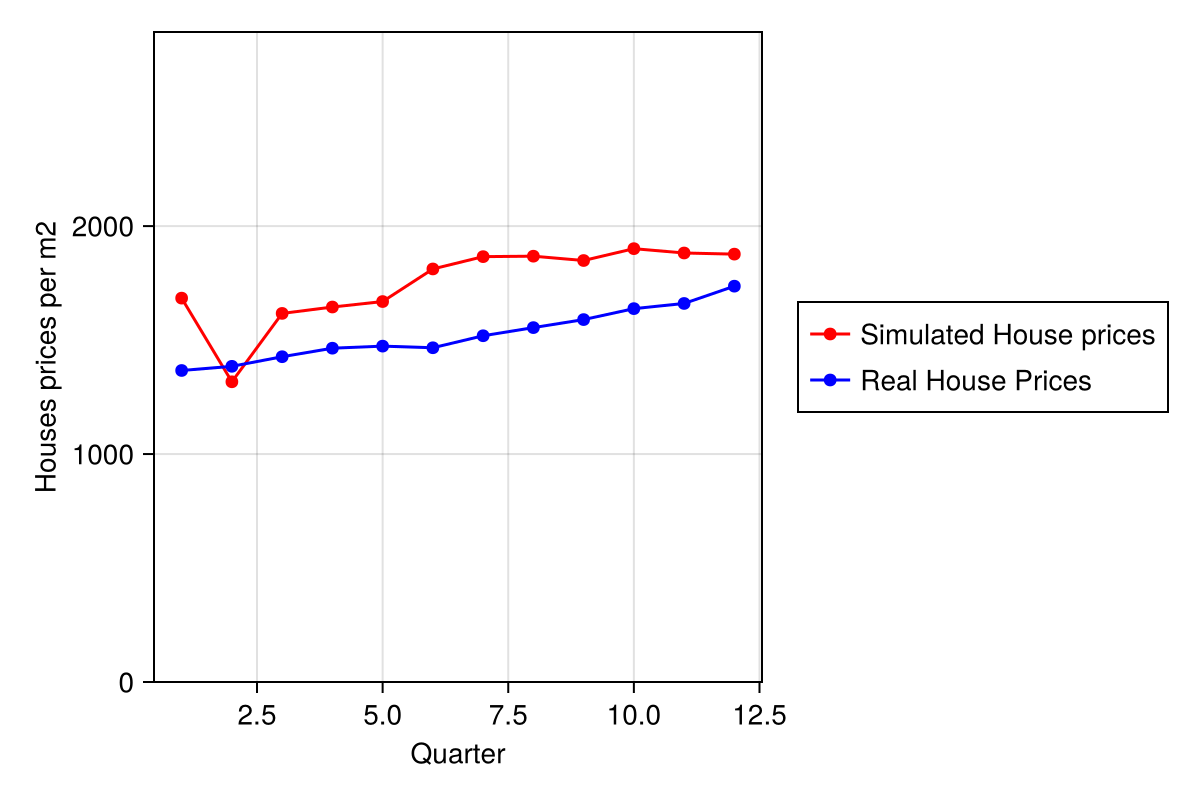 Houses prices per m2
2000
1000
0
2.5 5.0 7.5 10.0 12.5
Quarter
Simulated House prices
Real House Prices